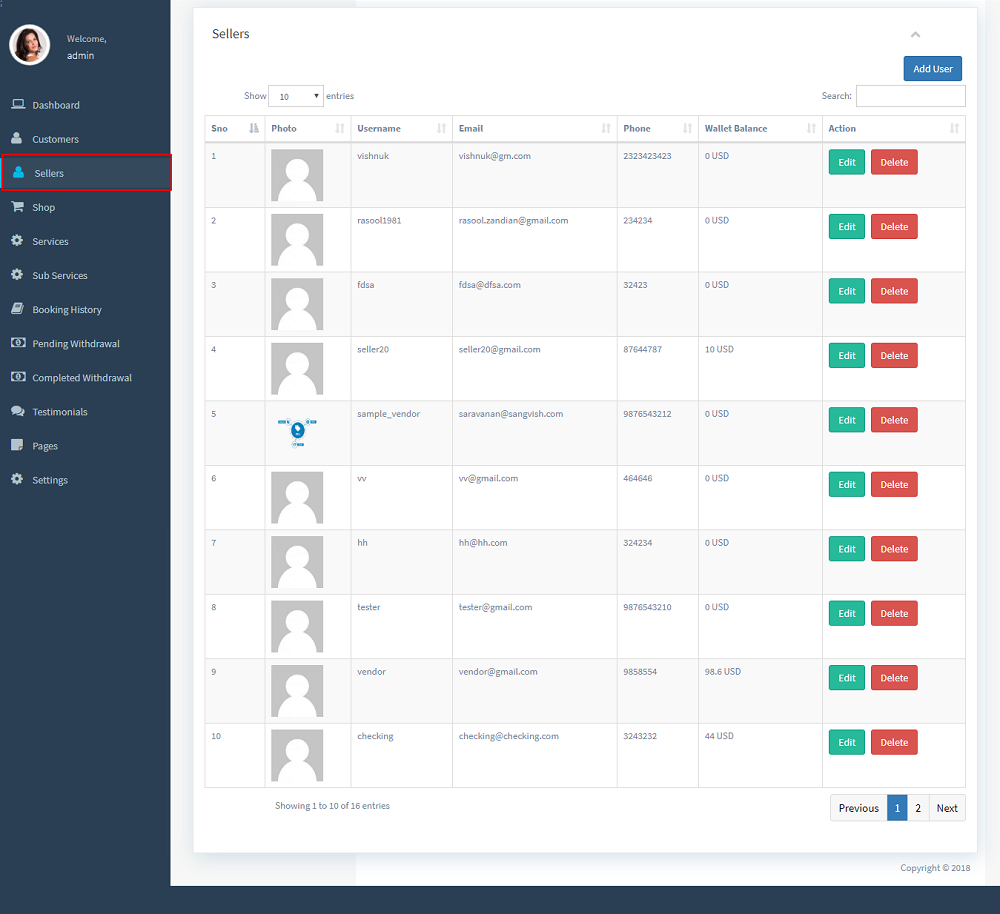 Welcome,
admin
Dashboard
Customers
Sellers
Shop
Services
Sub Services
Booking History
Pending Withdrawal
Completed Withdrawal
Testimonials
Pages
Settings
Sellers
Add User
Show 10 entries
Search:
Sno Photo Username Email Phone Wallet Balance Action
1 vishnuk vishnuk@gm.com 2323423423 0 USD Edit Delete
2 rasool1981 rasool.zandian@gmail.com 234234 0 USD Edit Delete
3 fdsa fdsa@dfsa.com 32423 0 USD Edit Delete
4 seller20 seller20@gmail.com 87644787 10 USD Edit Delete
5 sample_vendor saravanan@sangvish.com 9876543212 0 USD Edit Delete
6 vv vv@gmail.com 464646 0 USD Edit Delete
7 hh hh@hh.com 324234 0 USD Edit Delete
8 tester tester@gmail.com 9876543210 0 USD Edit Delete
9 vendor vendor@gmail.com 9858554 98.6 USD Edit Delete
10 checking checking@checking.com 3243232 44 USD Edit Delete
Showing 1 to 10 of 16 entries
Previous 1 2 Next
Copyright © 2018